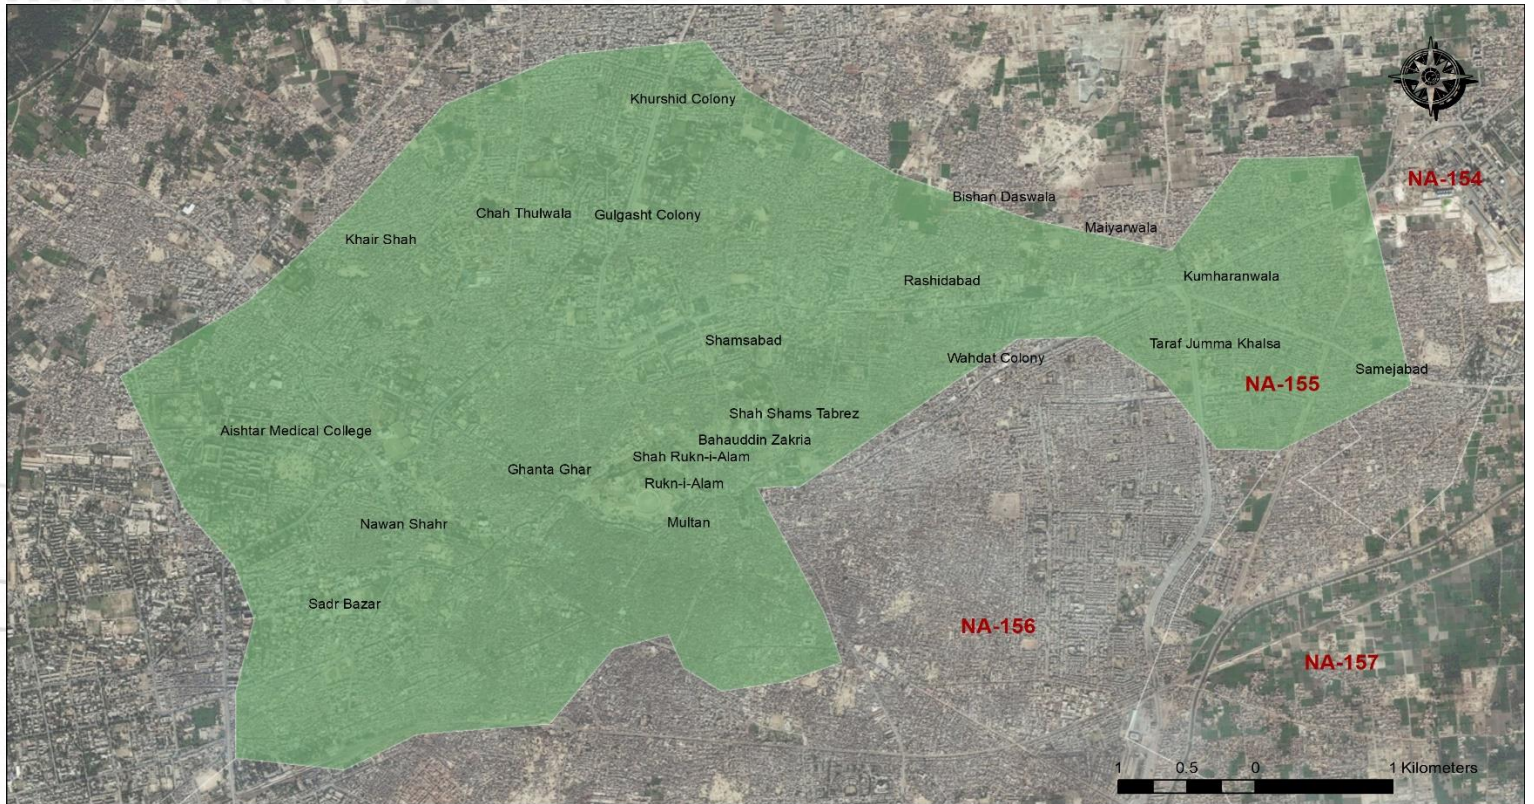 Khurshid Colony
NA-154
Bishan Daswala
Chah Thulwala
Gulgasht Colony
Maiyarwala
Khair Shah
Rashidabad
Kumharanwala
Shamsabad
Taraf Jumma Khalsa
Wahdat Colony
Samejabad
NA-155
Shah Shams Tabrez
Aishtar Medical College
Bahauddin Zakria
Shah Rukn-i-Alam
Ghanta Ghar
Rukn-i-Alam
Nawan Shahr
Multan
Sadr Bazar
NA-156
NA-157
1 0.5 0 1 Kilometers